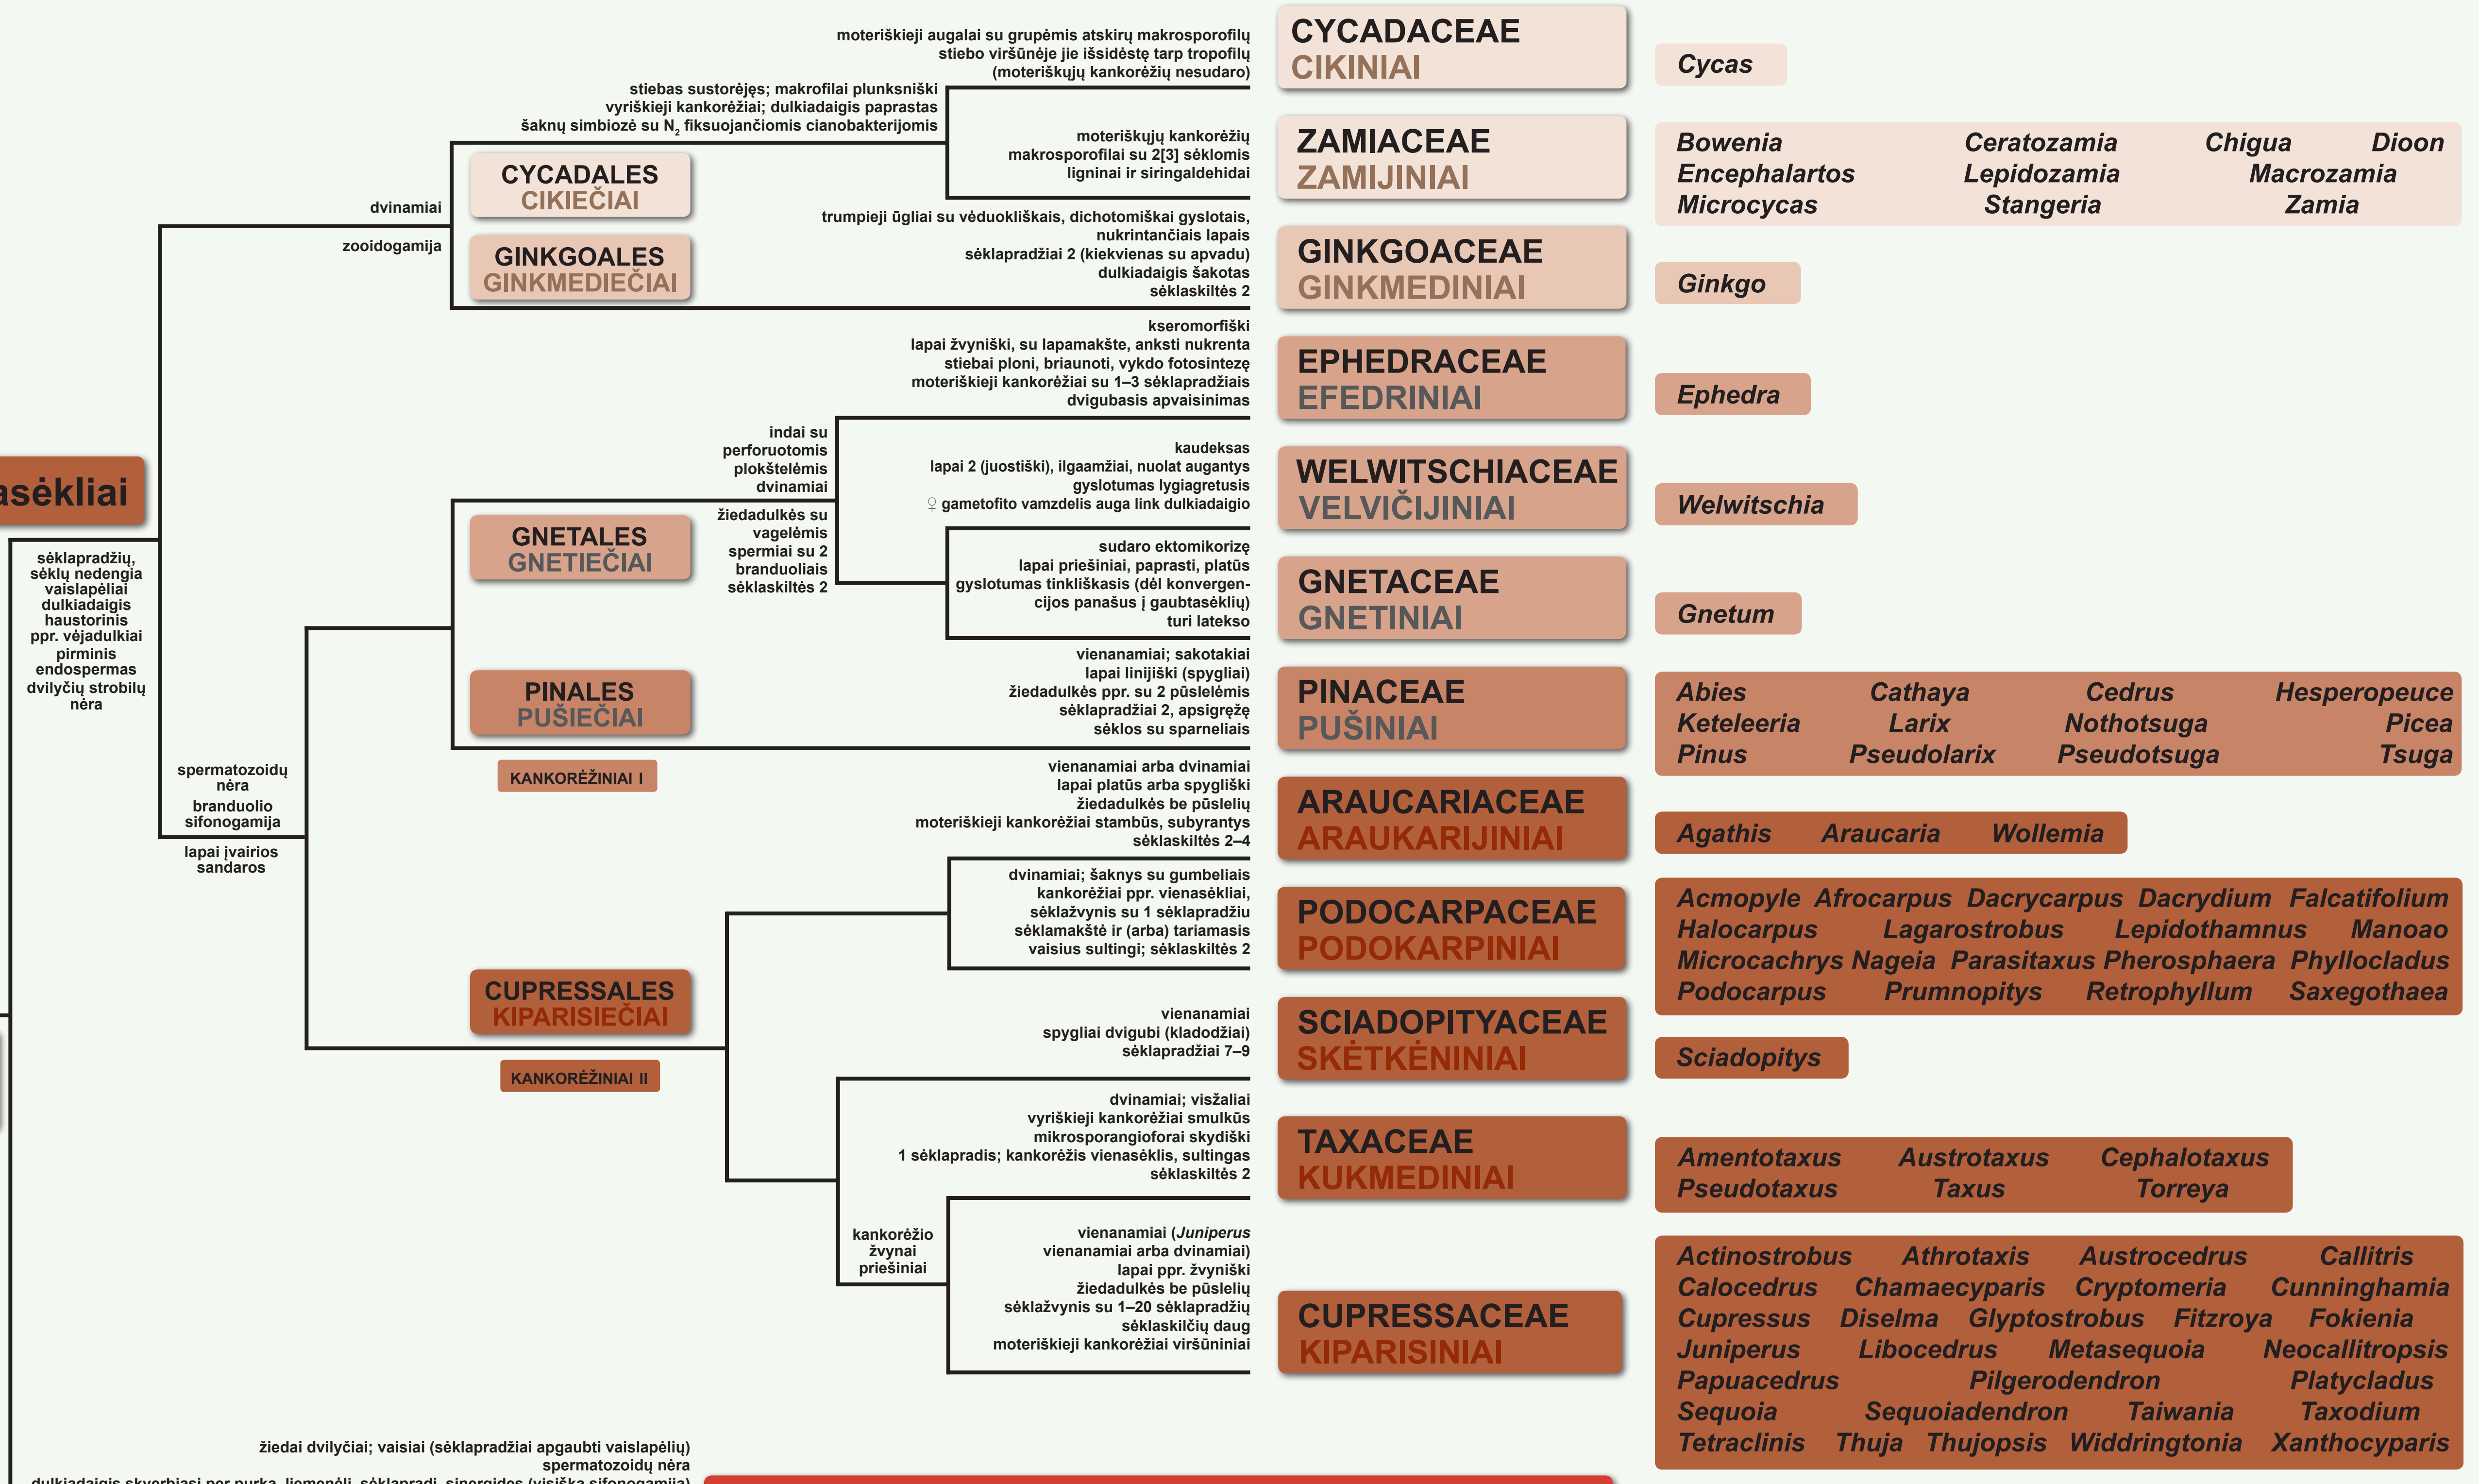 moteriškieji augalai su grupėmis atskirų makrosporofilų
stiebo viršūnėje jie išsidėstę tarp tropofilų
(moteriškųjų kankorėžių nesudaro)
CYCADACEAE
CIKINIAI
Cycas
stiebas sustorėjęs; makrofilai plunksniški
vyriškieji kankorėžiai; dulkiadaigis paprastas
šaknų simbiozė su N2 fiksuojančiomis cianobakterijomis
moteriškųjų kankorėžių
makrosporofilai su 2[3] sėklomis
ligninai ir siringaldehidai
ZAMIACEAE
ZAMIJINIAI
Bowenia Ceratozamia Chigua Dioon
Encephalartos Lepidozamia Macrozamia
Microcycas Stangeria Zamia
CYCADALES
CIKIEČIAI
dvinamiai
zooidogamija
GINKGOALES
GINKMEDIEČIAI
trumpieji ūgliai su vėduokliškais, dichotomiškai gyslotais,
nukrintančiais lapais
sėklapradžiai 2 (kiekvienas su apvadu)
dulkiadaigis šakotas
sėklaskiltės 2
GINKGOACEAE
GINKMEDINIAI
Ginkgo
kseromorfiški
lapai žvyniški, su lapamakšte, anksti nukrenta
stiebai ploni, briaunoti, vykdo fotosintezę
moteriškieji kankorėžiai su 1–3 sėklapradžiais
dvigubasis apvaisinimas
EPHEDRACEAE
EFEDRINIAI
Ephedra
indai su
perforuotomis
plokštelėmis
dvinamiai
žiedadulkės su
vagelėmis
spermiai su 2
branduoliais
sėklaskiltės 2
kaudeksas
lapai 2 (juostiški), ilgaamžiai, nuolat augantys
gyslotumas lygiagretusis
♀ gametofito vamzdelis auga link dulkiadaigio
WELWITSCHIACEAE
VELVIČIJINIAI
Welwitschia
asėkliai
GNETALES
GNETIEČIAI
sudaro ektomikorizę
lapai priešiniai, paprasti, platūs
gyslotumas tinkliškasis (dėl konvergen-
cijos panašus į gaubtasėklių)
turi latekso
GNETACEAE
GNETINIAI
Gnetum
sėklapradžių,
sėklų nedengia
vaislapėliai
dulkiadaigis
haustorinis
ppr. vėjadulkiai
pirminis
endospermas
dvilyčių strobilų
nėra
PINALES
PUŠIEČIAI
KANKORĖŽINIAI I
vienanamiai; sakotakiai
lapai linijiški (spygliai)
žiedadulkės ppr. su 2 pūslelėmis
sėklapradžiai 2, apsigręžę
sėklos su sparneliais
PINACEAE
PUŠINIAI
Abies Cathaya Cedrus Hesperopeuce
Keteleeria Larix Nothotsuga Picea
Pinus Pseudolarix Pseudotsuga Tsuga
spermatozoidų
nėra
branduolio
sifonogamija
lapai įvairios
sandaros
vienanamiai arba dvinamiai
lapai platūs arba spygliški
žiedadulkės be pūslelių
moteriškieji kankorėžiai stambūs, subyrantys
sėklaskiltės 2–4
ARAUCARIACEAE
ARAUKARIJINIAI
Agathis Araucaria Wollemia
dvinamiai; šaknys su gumbeliais
kankorėžiai ppr. vienasėkliai,
sėklažvynis su 1 sėklapradžiu
sėklamakštė ir (arba) tariamasis
vaisius sultingi; sėklaskiltės 2
PODOCARPACEAE
PODOKARPINIAI
Acmopyle Afrocarpus Dacrycarpus Dacrydium Falcatifolium
Halocarpus Lagarostrobus Lepidothamnus Manoao
Microcachrys Nageia Parasitaxus Pherosphaera Phyllocladus
Podocarpus Prumnopitys Retrophyllum Saxegothaea
CUPRESSALES
KIPARISIEČIAI
KANKORĖŽINIAI II
vienanamiai
spygliai dvigubi (kladodžiai)
sėklapradžiai 7–9
SCIADOPITYACEAE
SKĖTKĖNINIAI
Sciadopitys
dvinamiai; visžaliai
vyriškieji kankorėžiai smulkūs
mikrosporangioforai skydiški
1 sėklapradis; kankorėžis vienasėklis, sultingas
sėklaskiltės 2
TAXACEAE
KUKMEDINIAI
Amentotaxus Austrotaxus Cephalotaxus
Pseudotaxus Taxus Torreya
kankorėžio
žvynai
priešiniai
vienanamiai (Juniperus
vienanamiai arba dvinamiai)
lapai ppr. žvyniški
žiedadulkės be pūslelių
sėklažvynis su 1–20 sėklapradžių
sėklaskilčių daug
moteriškieji kankorėžiai viršūniniai
CUPRESSACEAE
KIPARISINIAI
Actinostrobus Athrotaxis Austrocedrus Callitris
Calocedrus Chamaecyparis Cryptomeria Cunninghamia
Cupressus Diselma Glyptostrobus Fitzroya Fokienia
Juniperus Libocedrus Metasequoia Neocallitropsis
Papuacedrus Pilgerodendron Platycladus
Sequoia Sequoiadendron Taiwania Taxodium
Tetraclinis Thuja Thujopsis Widdringtonia Xanthocyparis
žiedai dvilyčiai; vaisiai (sėklapradžiai apgaubti vaislapėlių)
spermatozoidų nėra
dulkiadaigis skverbiasi per purką, liemenėlį, sėklapradį, sinergides (visiška sifonogamija)